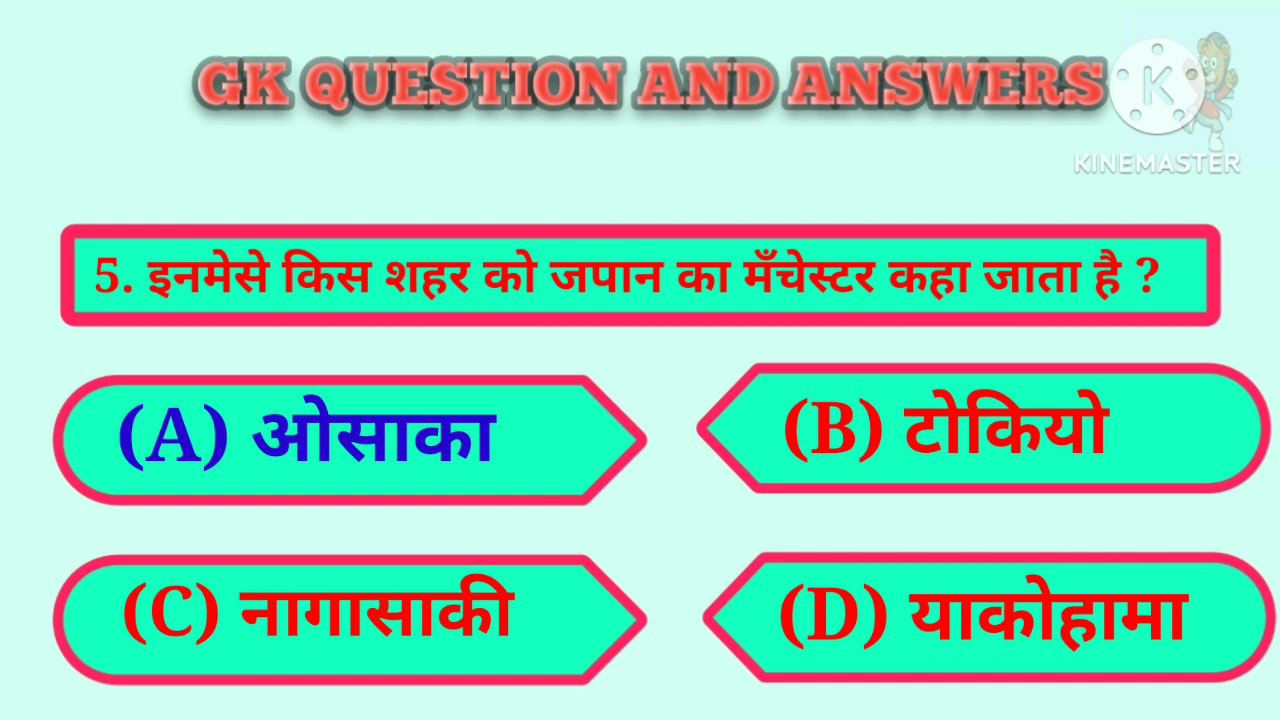 GK QUESTION AND ANSWERS
K
KINEMASTER
5. इनमेसे किस शहर को जपान का मँचेस्टर कहा जाता है ?
(A) ओसाका
(B) टोकियो
(C) नागासाकी
(D) याकोहामा